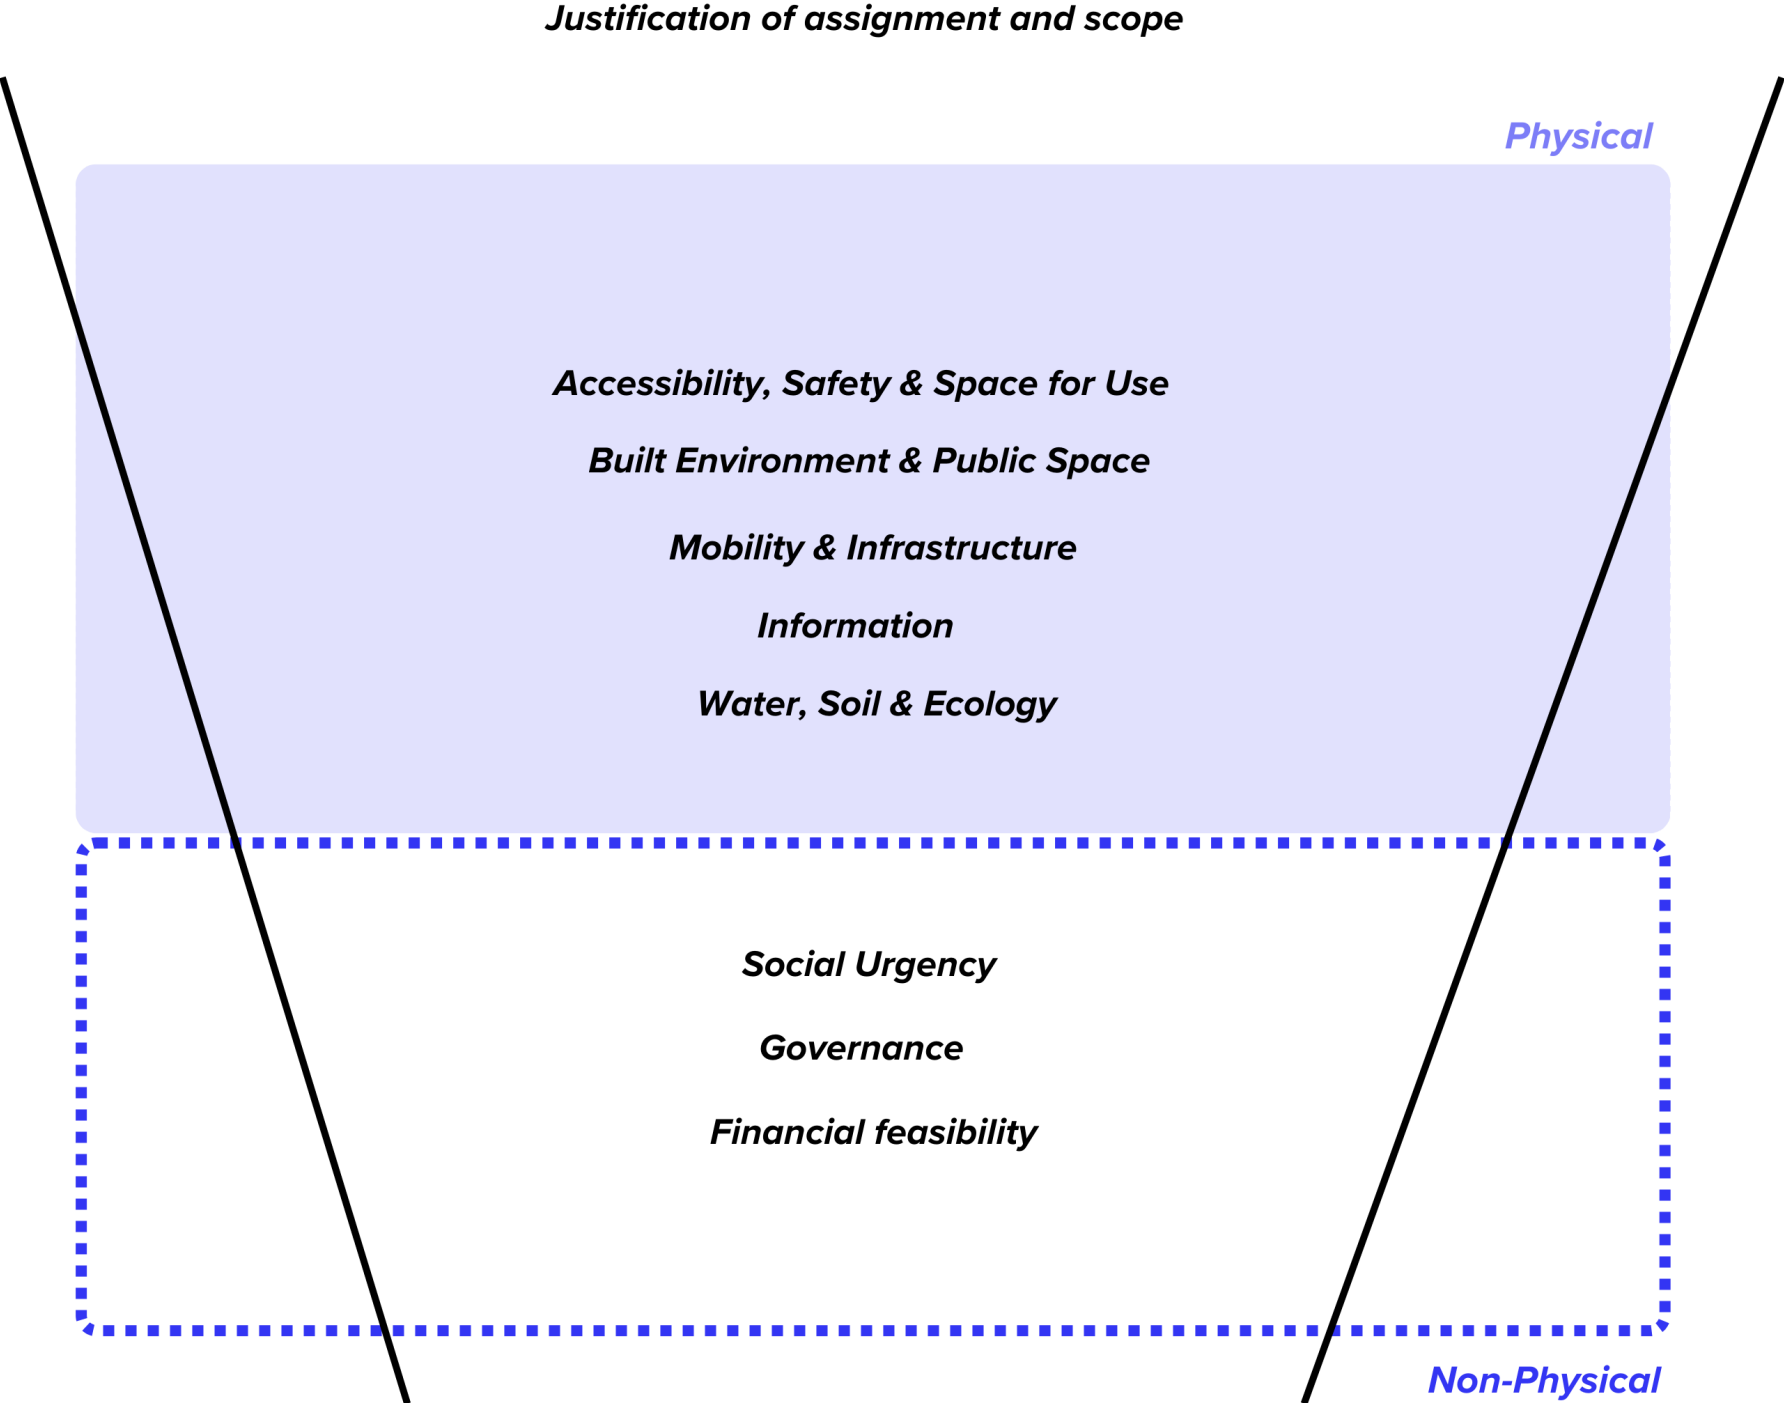 Justification of assignment and scope
Physical
Accessibility, Safety & Space for Use
Built Environment & Public Space
Mobility & Infrastructure
Information
Water, Soil & Ecology
Social Urgency
Governance
Financial feasibility
Non-Physical